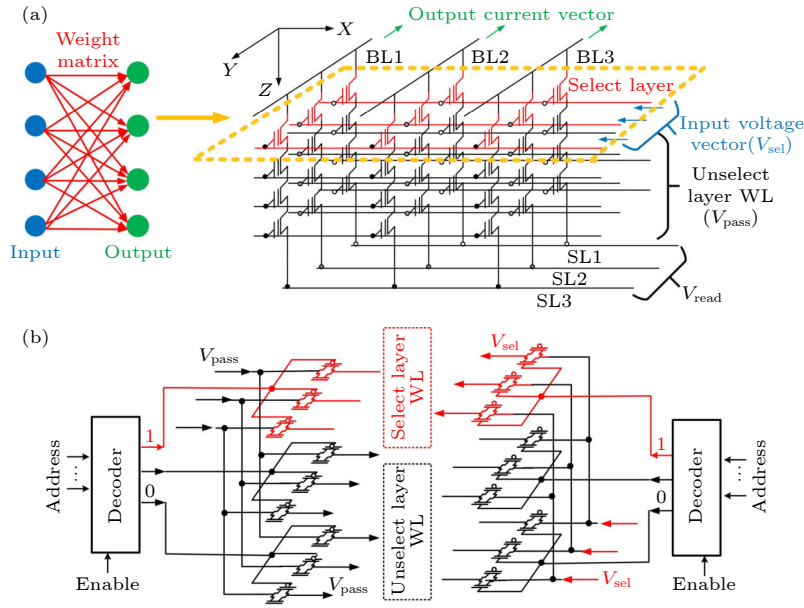 (a)
Weight
matrix
Input
Output
X
Y
Z
Output current vector
BL1
BL2
BL3
Select layer
Input voltage
vector(Vsel)
Unselect
layer WL
(Vpass)
SL1
SL2
SL3
Vread
(b)
Vpass
Address
...
Decoder
1
0
Enable
Vpass
Select layer
WL
Unselect layer
WL
Vsel
Vsel
1
0
Decoder
...
Address
Enable